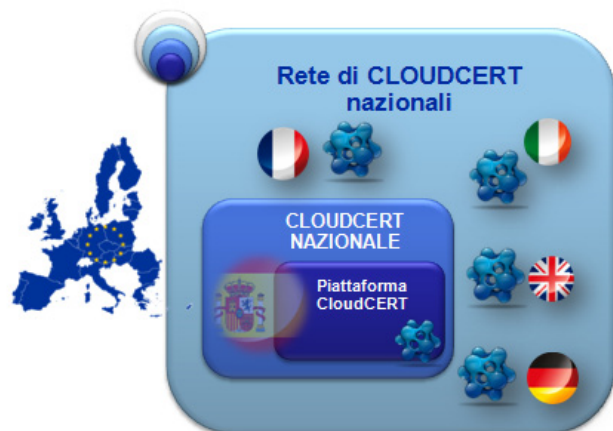 Rete di CLOUDCERT
nazionali
CLOUDCERT
NAZIONALE
Piattaforma
CloudCERT